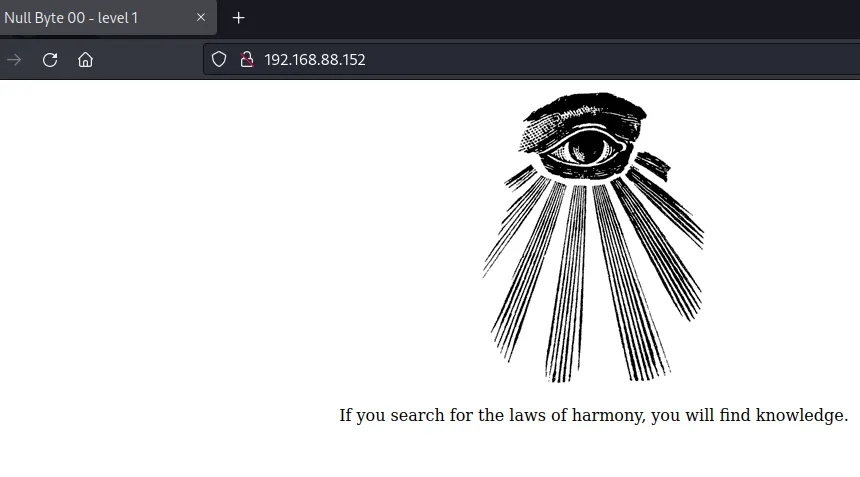 Null Byte 00 - level 1
192.168.88.152
If you search for the laws of harmony, you will find knowledge.